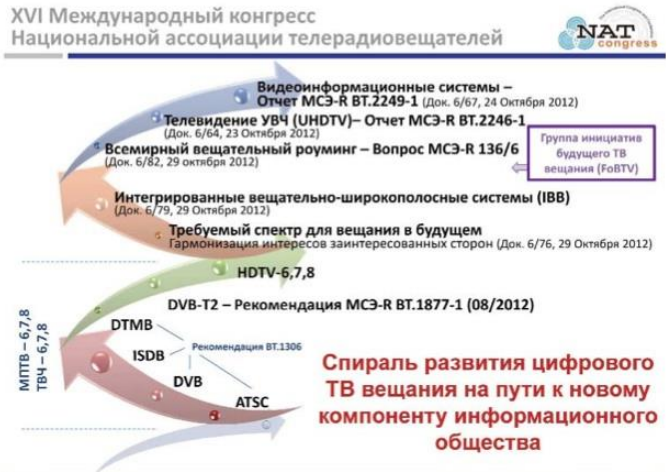 XVI Международный конгресс
Национальной ассоциации телерадиовещателей
NAT
congress
Видеоинформационные системы –
Отчет МСЭ-R BT.2249-1 (Док. 6/67, 24 Октября 2012)
Телевидение УВЧ (UHDTV)– Отчет МСЭ-R BT.2246-1
(Док. 6/64, 23 Октября 2012)
Всемирный вещательный роуминг – Вопрос МСЭ-R 136/6
(Док. 6/82, 29 октября 2012)
Группа инициатив
будущего ТВ
вещания (FoBTV)
Интегрированные вещательно-широкополосные системы (IBB)
(Док. 6/79, 29 Октября 2012)
Требуемый спектр для вещания в будущем
Гармонизация интересов заинтересованных сторон (Док. 6/76, 29 Октября 2012)
HDTV-6,7,8
DVB-T2 – Рекомендация МСЭ-R BT.1877-1 (08/2012)
МПТВ – 6,7,8
ТВЧ – 6,7,8
DTMB
Рекомендация BT.1306
ISDB
DVB
ATSC
Спираль развития цифрового
ТВ вещания на пути к новому
компоненту информационного
общества